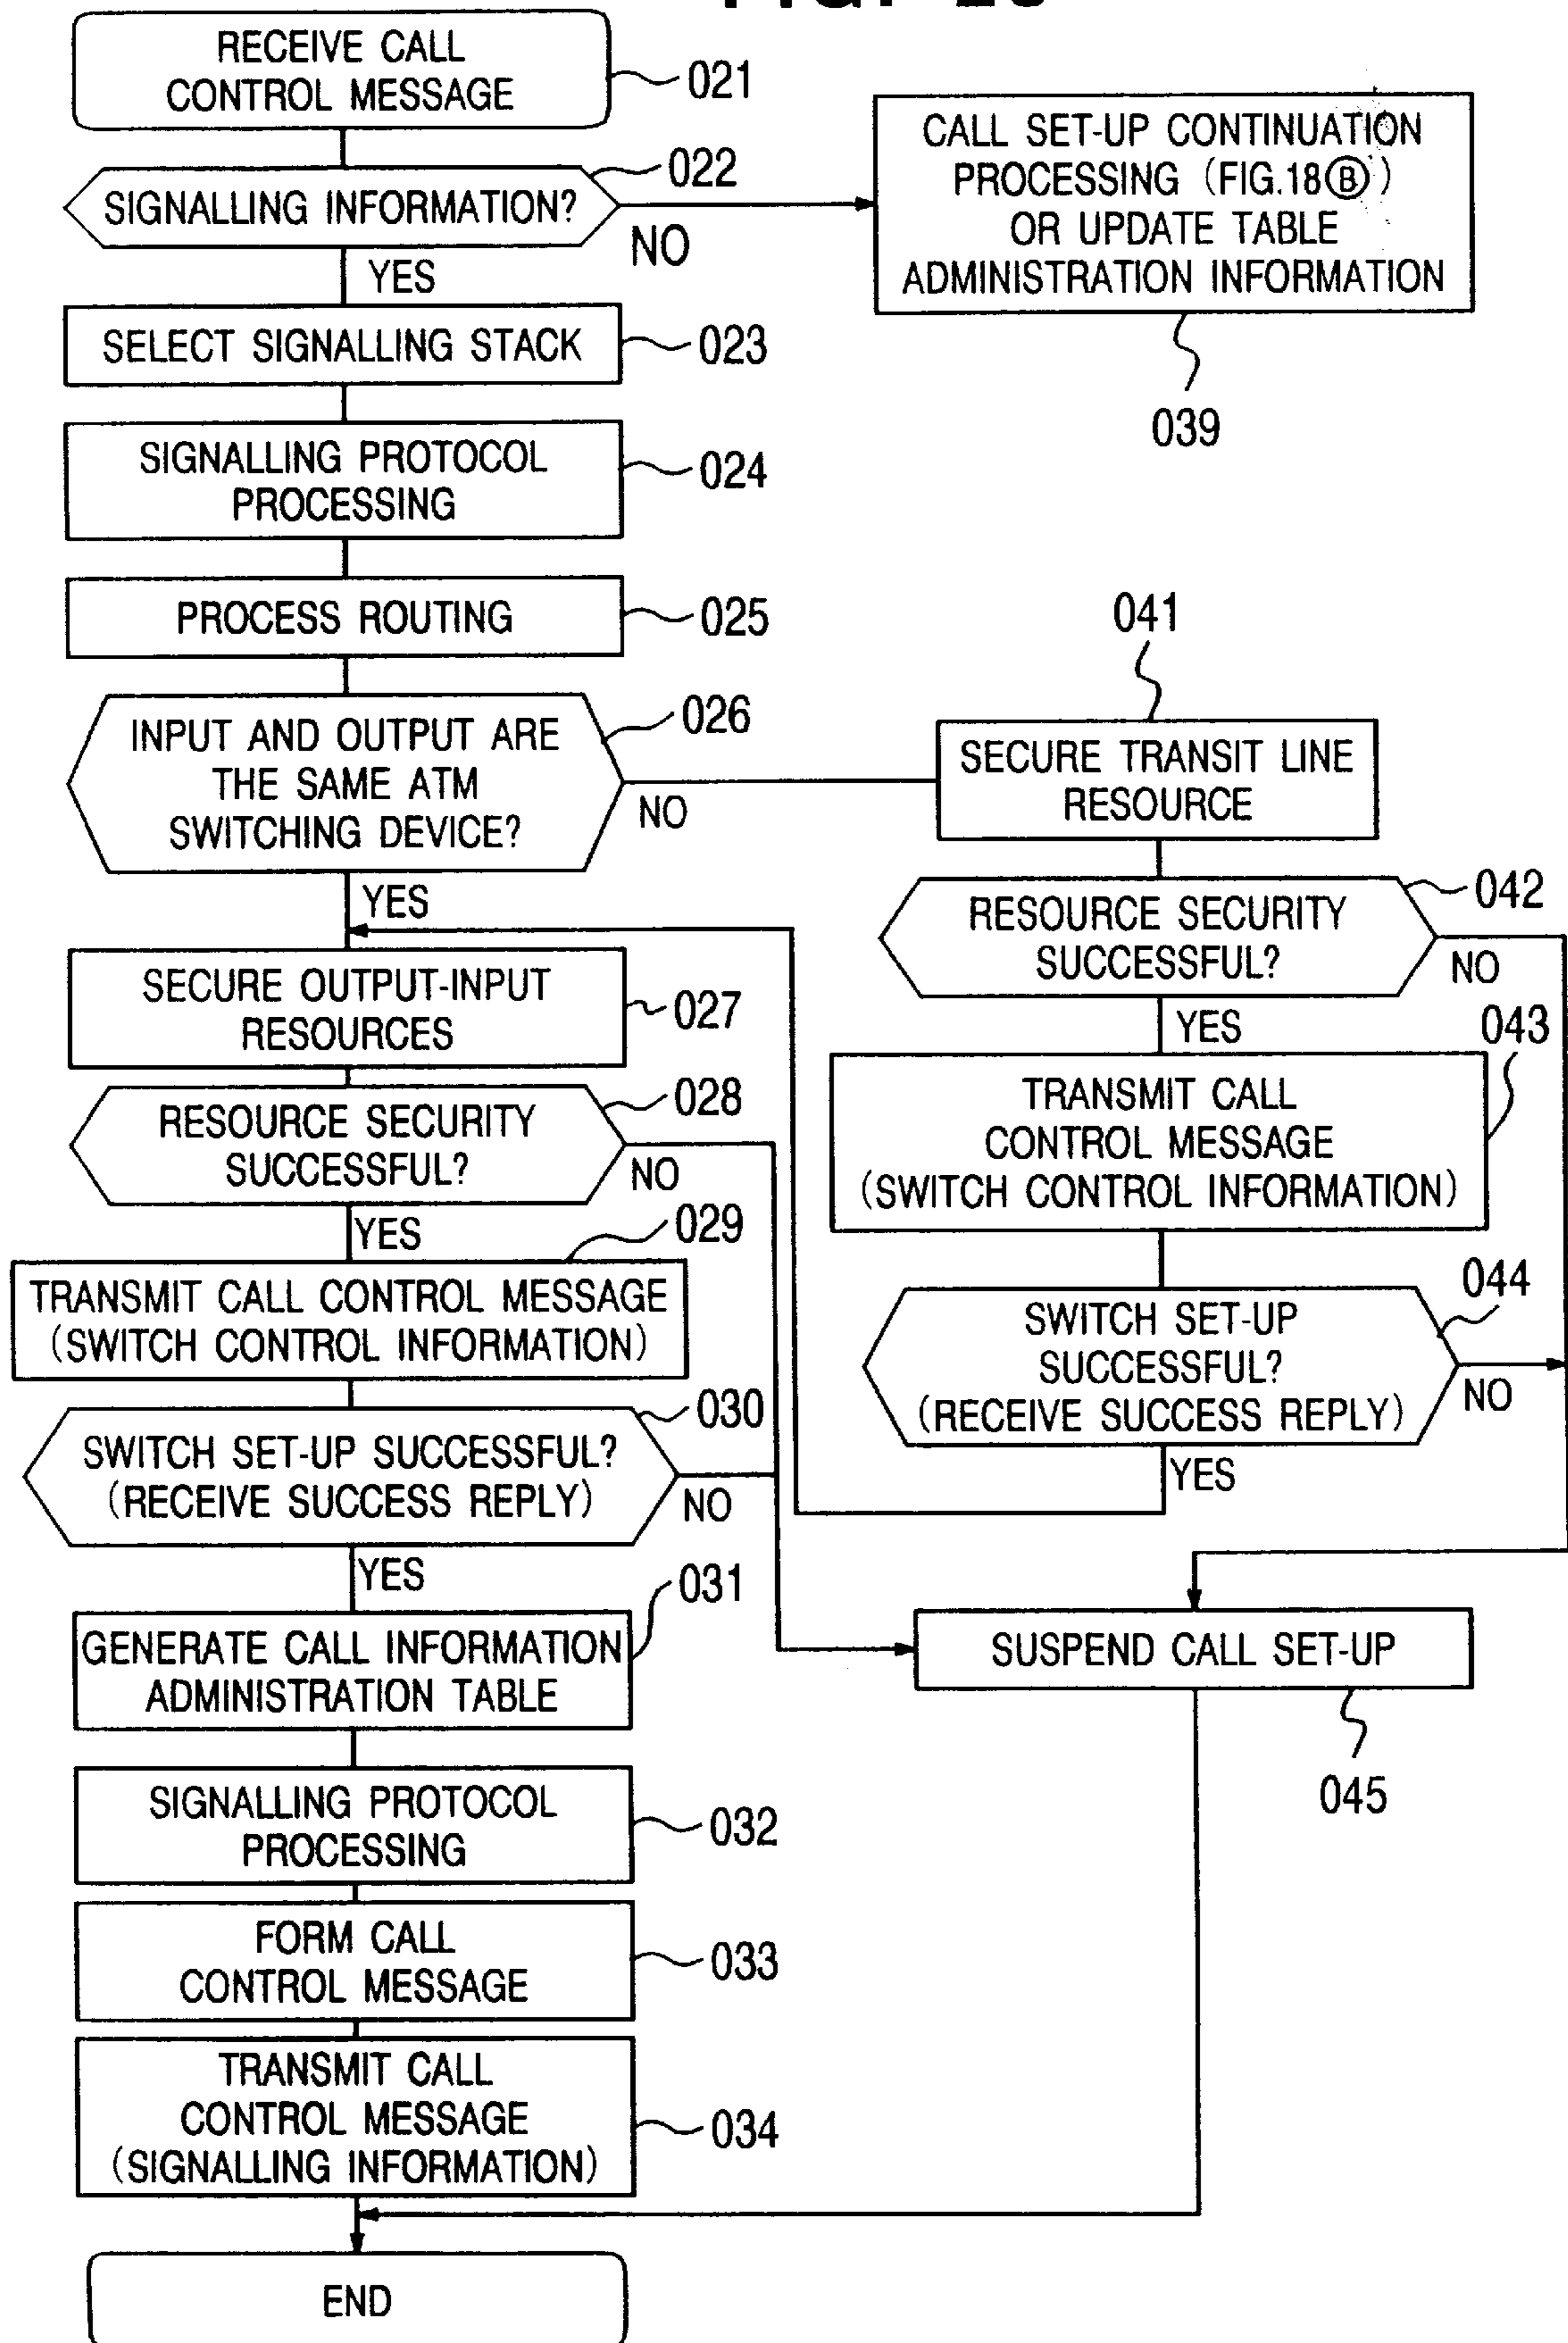 RECEIVE CALL
CONTROL MESSAGE
021
SIGNALLING INFORMATION?
022
NO
YES
CALL SET-UP CONTINUATION
PROCESSING (FIG.18Ⓑ)
OR UPDATE TABLE
ADMINISTRATION INFORMATION
039
SELECT SIGNALLING STACK
023
SIGNALLING PROTOCOL
PROCESSING
024
PROCESS ROUTING
025
INPUT AND OUTPUT ARE
THE SAME ATM
SWITCHING DEVICE?
026
NO
YES
041
SECURE TRANSIT LINE
RESOURCE
RESOURCE SECURITY
SUCCESSFUL?
042
NO
YES
043
TRANSMIT CALL
CONTROL MESSAGE
(SWITCH CONTROL INFORMATION)
044
SWITCH SET-UP
SUCCESSFUL?
(RECEIVE SUCCESS REPLY)
NO
YES
SECURE OUTPUT-INPUT
RESOURCES
027
RESOURCE SECURITY
SUCCESSFUL?
028
NO
YES
029
TRANSMIT CALL CONTROL MESSAGE
(SWITCH CONTROL INFORMATION)
030
SWITCH SET-UP SUCCESSFUL?
(RECEIVE SUCCESS REPLY)
NO
YES
031
GENERATE CALL INFORMATION
ADMINISTRATION TABLE
SUSPEND CALL SET-UP
045
SIGNALLING PROTOCOL
PROCESSING
032
FORM CALL
CONTROL MESSAGE
033
TRANSMIT CALL
CONTROL MESSAGE
(SIGNALLING INFORMATION)
034
END